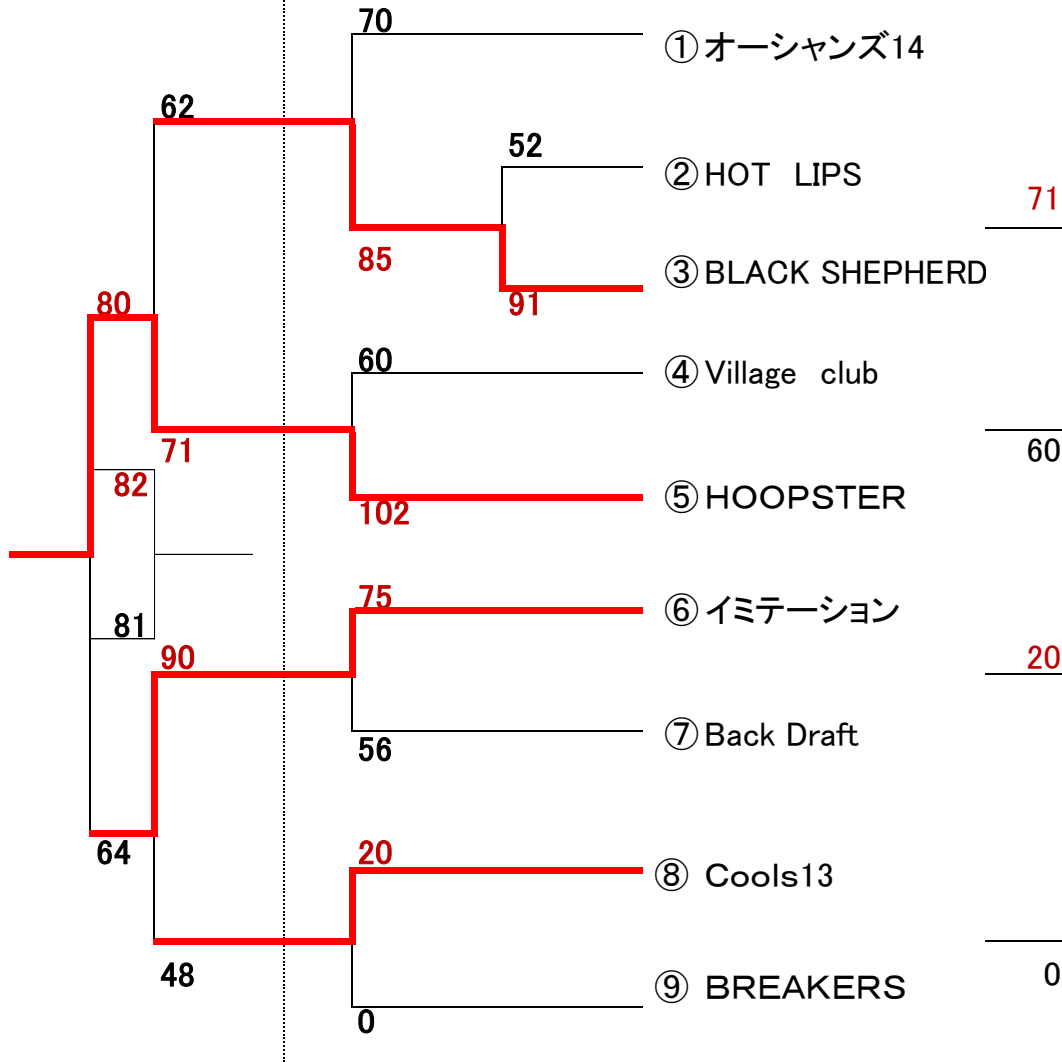 70
①オーシャンズ14
62
52
②HOT　LIPS
71
85
③BLACK SHEPHERD
80
91
60
④Village　club
71
60
82
⑤HOOPSTER
102
75
⑥イミテーション
81
90
20
⑦Back Draft
56
64
20
⑧ Cools13
48
0
⑨ BREAKERS
0